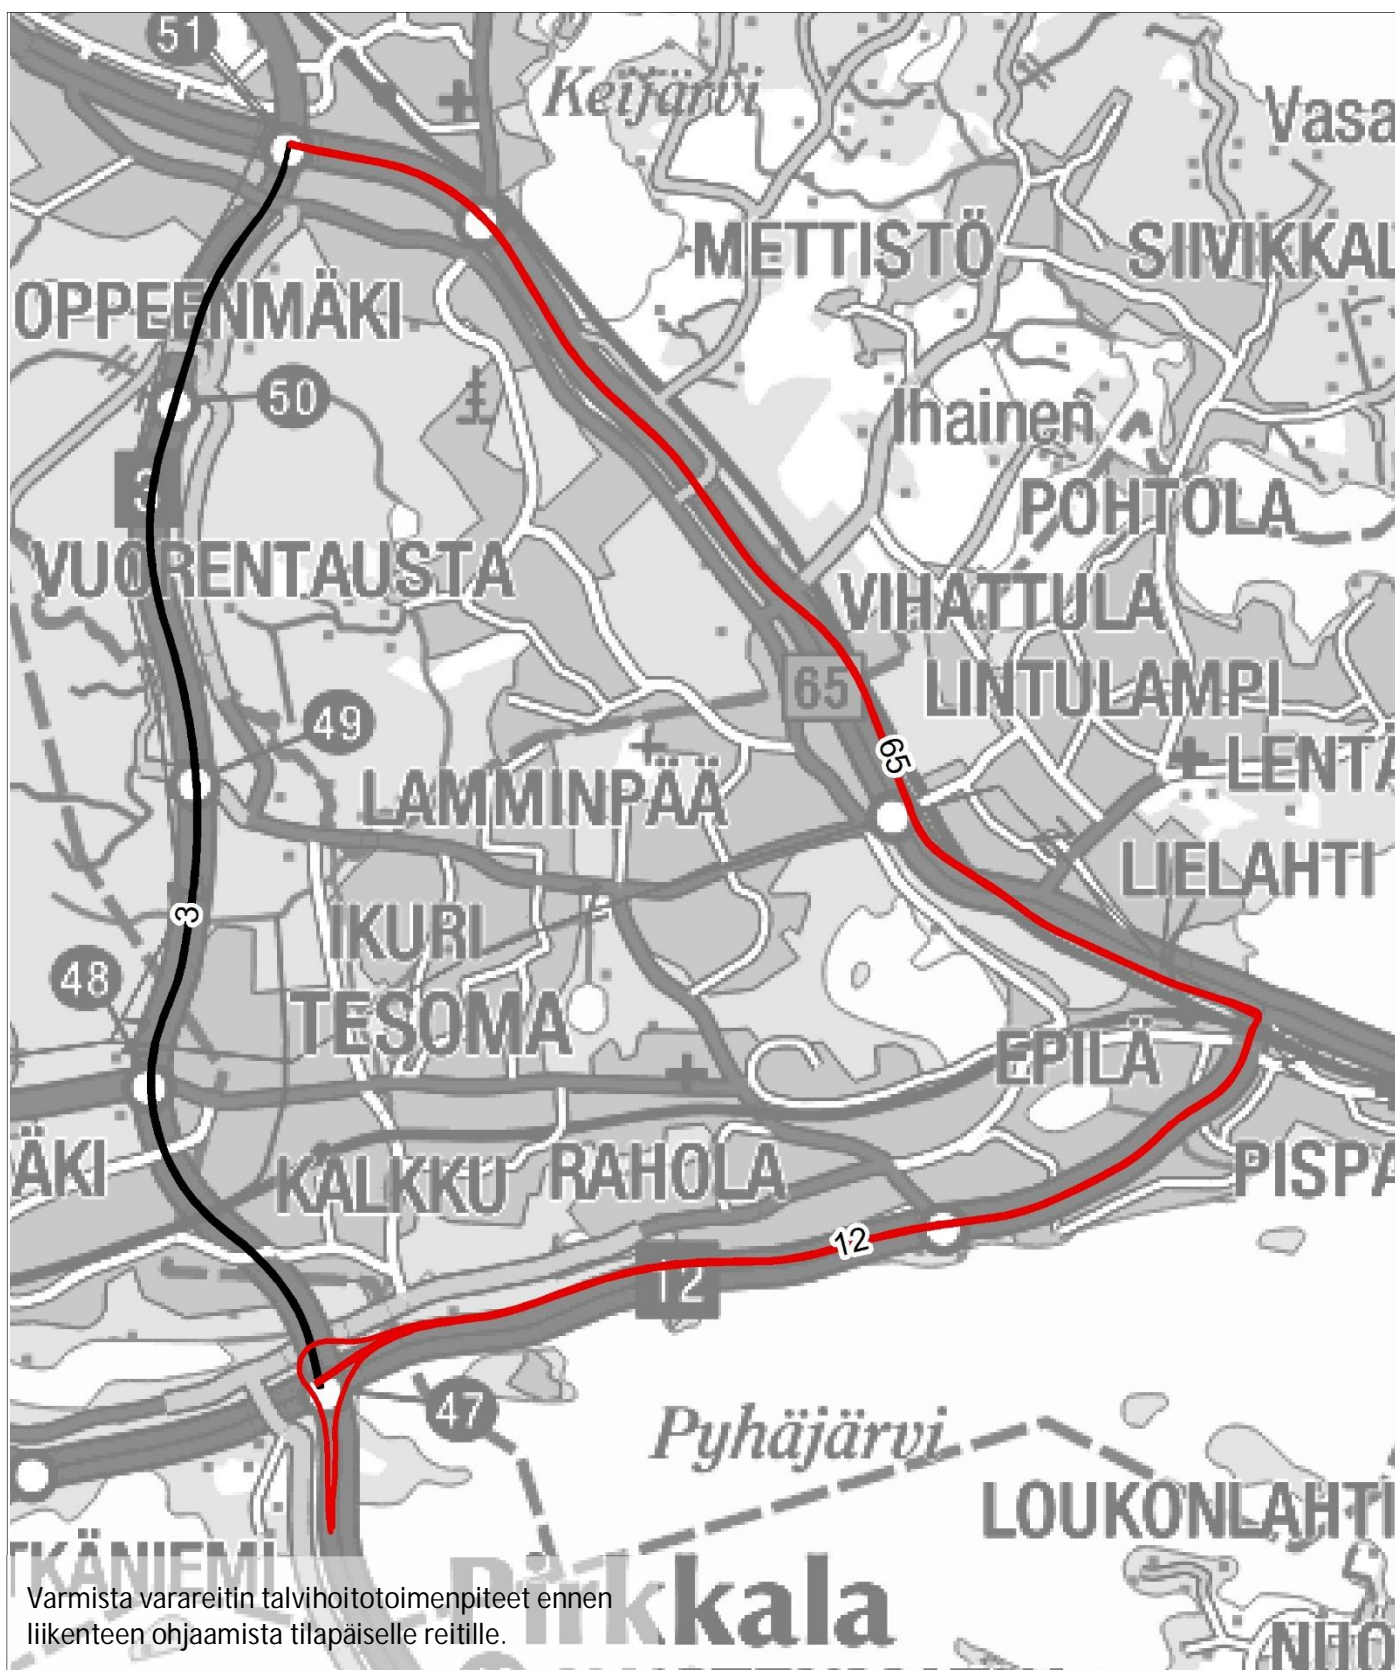 51
Keijärvi
Vasa
METTISTÖ
SIIVIKKAL
OPPEENMÄKI
50
Ihainen
3
POHTOLA
VUORENTAUSTA
VIHATTULA
65
LINTULAMPI
49
65
LENTÄ
LAMMINPÄÄ
LIELAHTI
3
IKURI
48
TESOMA
EPILÄ
ÄKI
KALKKU
RAHOLA
PISPA
12
12
47
Pyhäjärvi
LOUKONLAHTI
TKÄNIEMI
Pirkkala
Varmista varareitin talvihoitotoimenpiteet ennen
liikenteen ohjaamista tilapäiselle reitille.